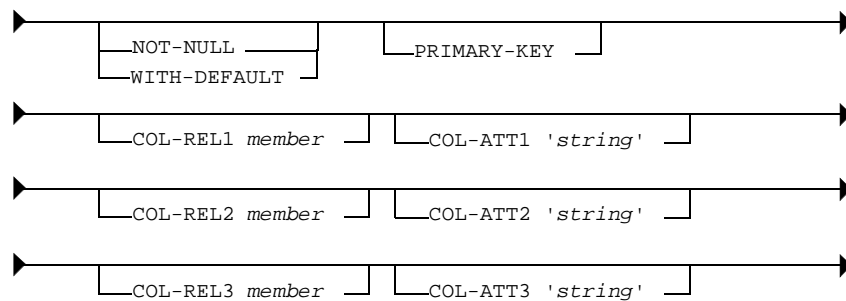 NOT-NULL
PRIMARY-KEY
WITH-DEFAULT
COL-REL1 member COL-ATT1 'string'
COL-REL2 member COL-ATT2 'string'
COL-REL3 member COL-ATT3 'string'